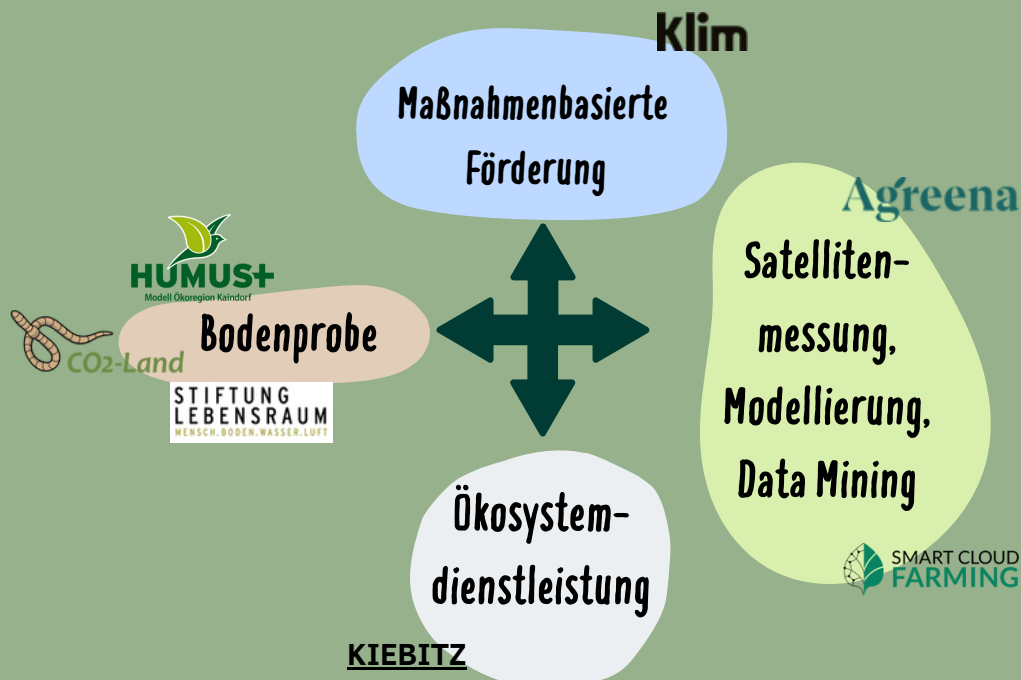 Klim
Maßnahmenbasierte
Förderung
Agreena
Satelliten-
messung,
Modellierung,
Data Mining
SMART CLOUD
FARMING
HUMUS+
Modell Ökoregion Kaindorf
Bodenprobe
CO2-Land
STIFTUNG
LEBENSRAUM
MENSCH.BODEN.WASSER.LUFT
Ökosystem-
dienstleistung
KIEBITZ